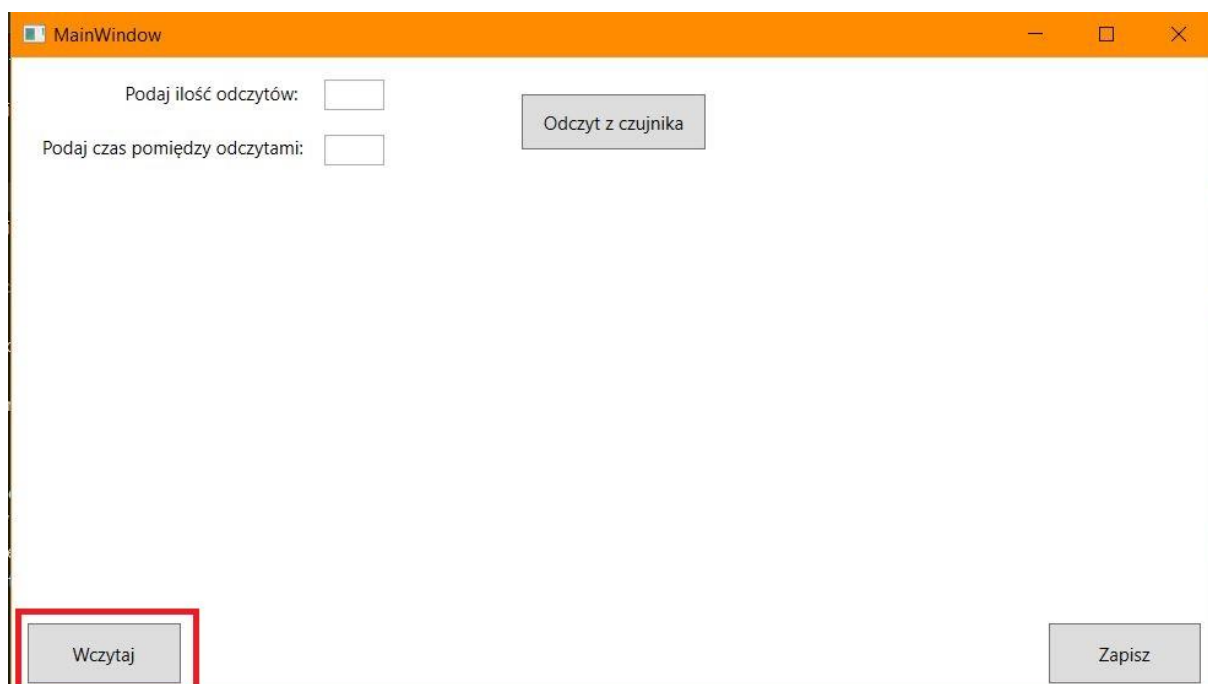 MainWindow
Podaj ilość odczytów:
Odczyt z czujnika
Podaj czas pomiędzy odczytami:
Wczytaj
Zapisz